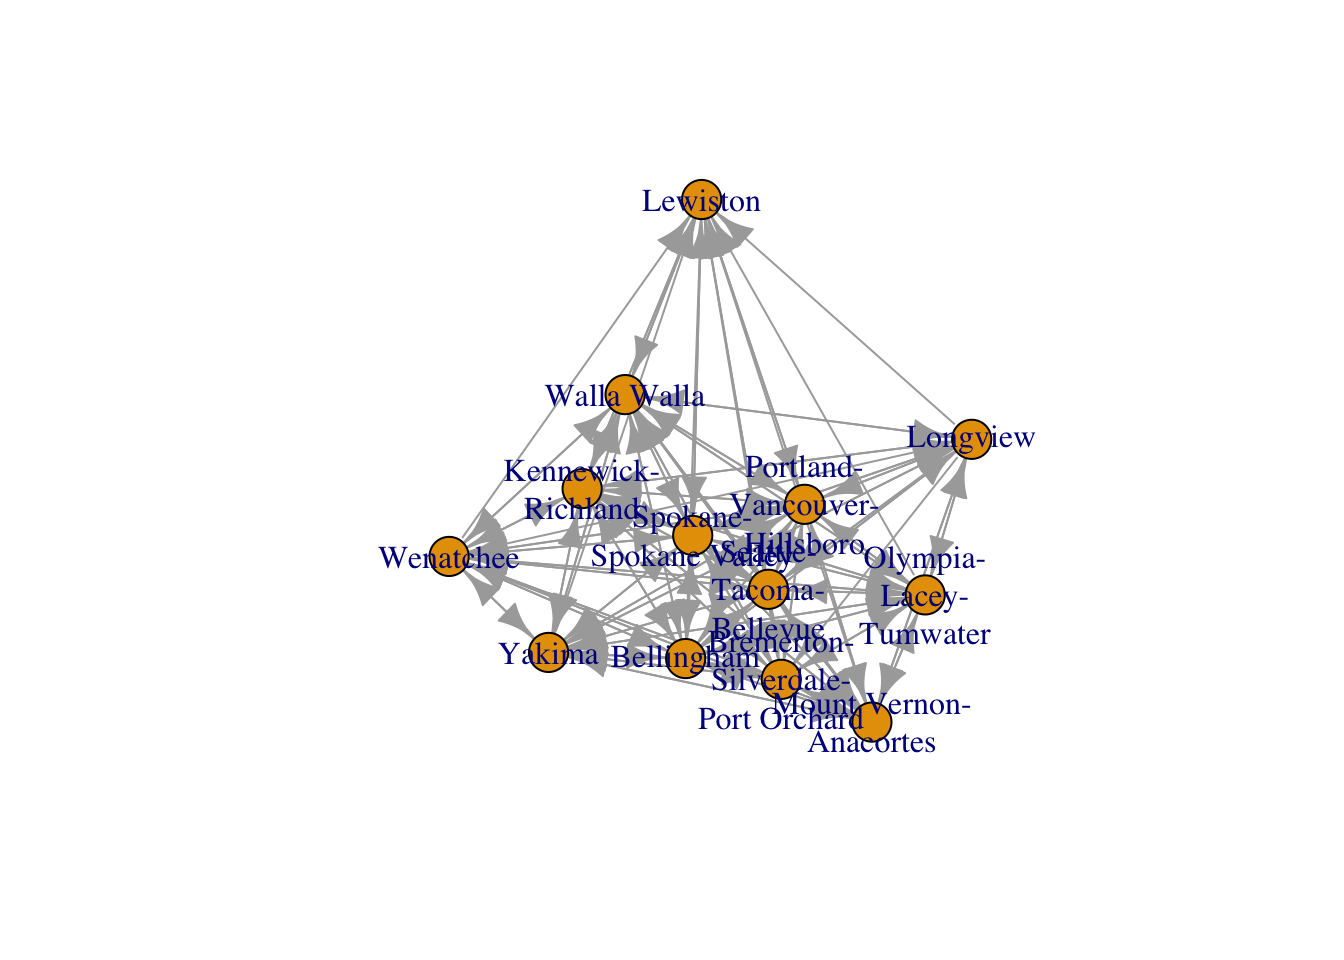 Lewiston
Walla Walla
Longview
Kennewick-
Richland
Portland-
Vancouver-
Hillsboro
Spokane-
Spokane Valley
Wenatchee
Seattle-
Tacoma-
Bellevue
Olympia-
Lacey-
Tumwater
Yakima
Bellingham
Bremerton-
Silverdale-
Port Orchard
Mount Vernon-
Anacortes